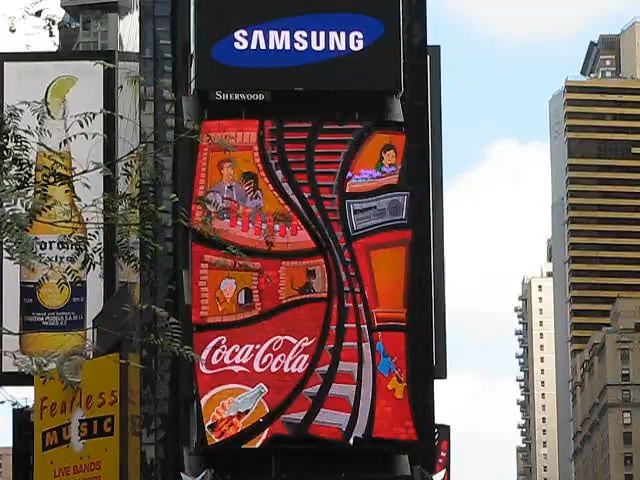 SAMSUNG
SHERWOOD
Corona
Extra
Coca-Cola
Fearless
MUSIC
LIVE BANDS